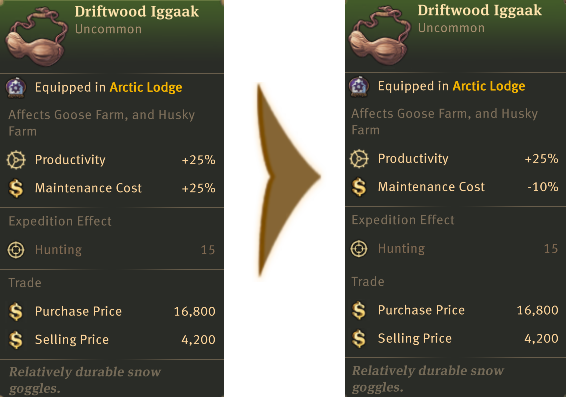 Driftwood Iggaak
Uncommon
Equipped in Arctic Lodge
Affects Goose Farm, and Husky
Farm
Productivity +25%
Maintenance Cost +25%
Expedition Effect
Hunting 15
Trade
Purchase Price 16,800
Selling Price 4,200
Relatively durable snow
goggles.
Driftwood Iggaak
Uncommon
Equipped in Arctic Lodge
Affects Goose Farm, and Husky
Farm
Productivity +25%
Maintenance Cost -10%
Expedition Effect
Hunting 15
Trade
Purchase Price 16,800
Selling Price 4,200
Relatively durable snow
goggles.